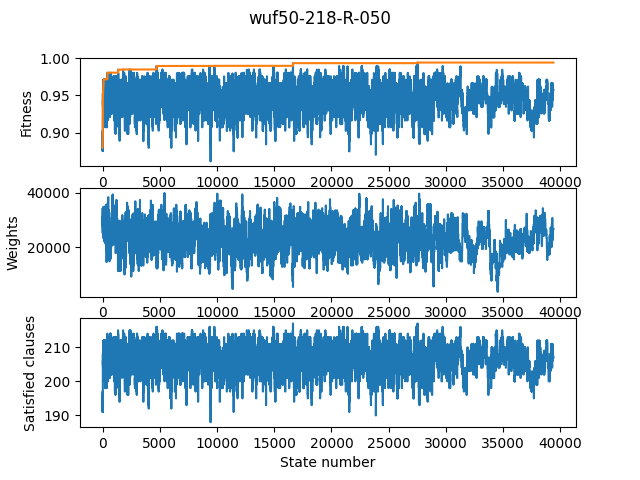 wuf50-218-R-050
1.00
0.95
0.90
Fitness
0 5000 10000 15000 20000 25000 30000 35000 40000
40000
20000
Weights
0 5000 10000 15000 20000 25000 30000 35000 40000
210
200
190
Satisfied clauses
0 5000 10000 15000 20000 25000 30000 35000 40000
State number